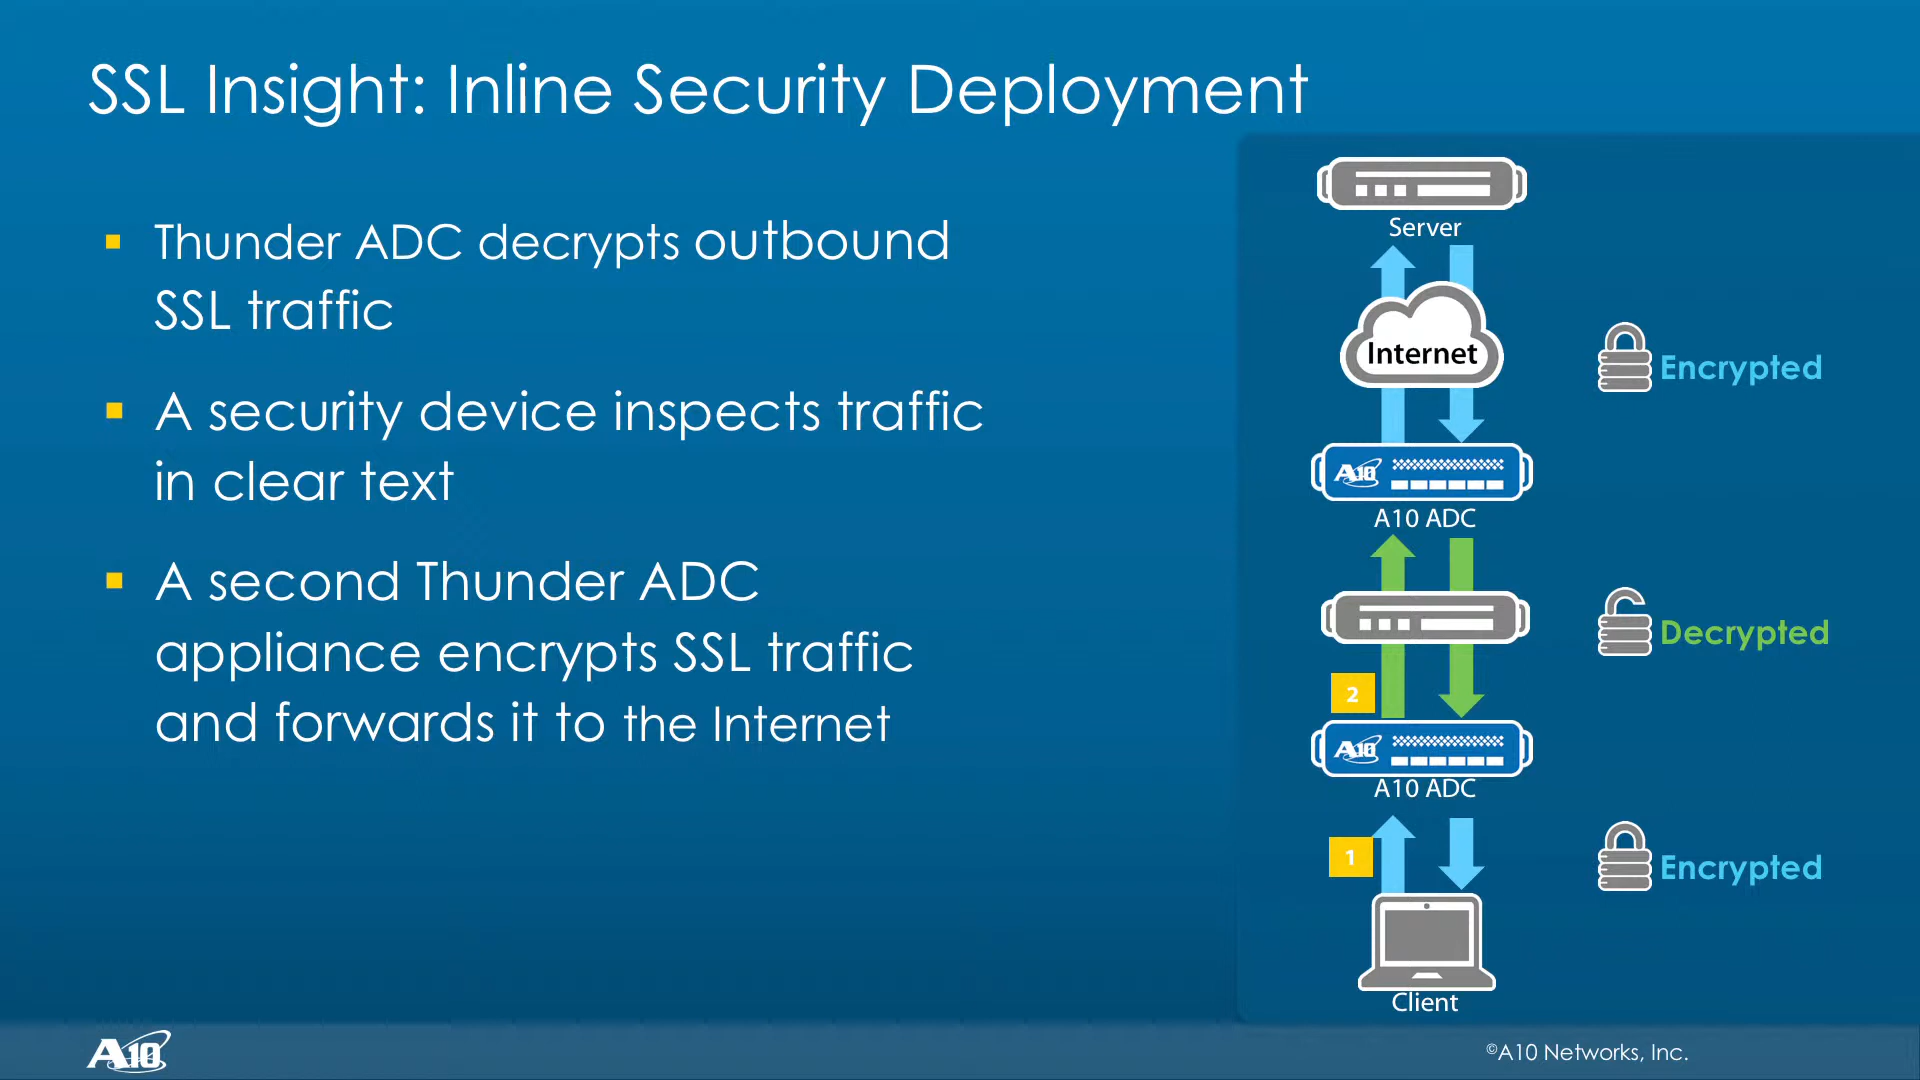 SSL Insight: Inline Security Deployment
Thunder ADC decrypts outbound
SSL traffic
A security device inspects traffic
in clear text
A second Thunder ADC
appliance encrypts SSL traffic
and forwards it to the Internet
Server
Internet
Encrypted
A10
A10 ADC
Decrypted
2
A10
A10 ADC
1
Encrypted
Client
A10
©A10 Networks, Inc.